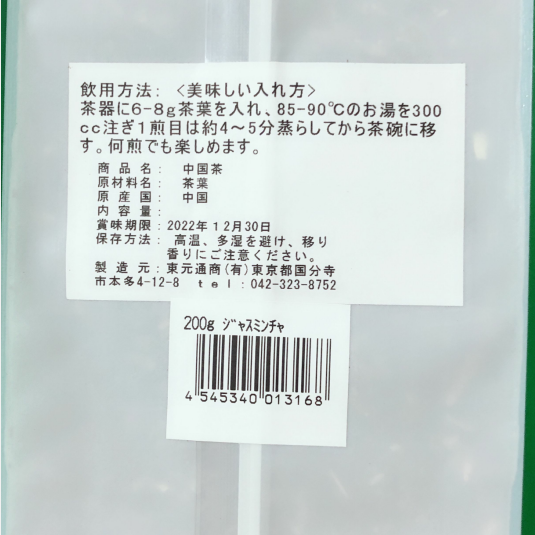 飲用方法: <美味しい入れ方>
茶器に6-8g茶葉を入れ、85-90℃のお湯を300
cc注ぎ1煎目は約4~5分蒸らしてから茶碗に移
す。何煎でも楽しめます。
商品名: 中国茶
原材料名: 茶葉
原産国: 中国
内容量:
賞味期限:2022年12月30日
保存方法: 高温、多湿を避け、移り
香りにご注意ください。
製造元:東元通商(有)東京都国分寺
市本多4-12-8 tel:042-323-8752
200g ジャスミンチャ
4 545340 013168